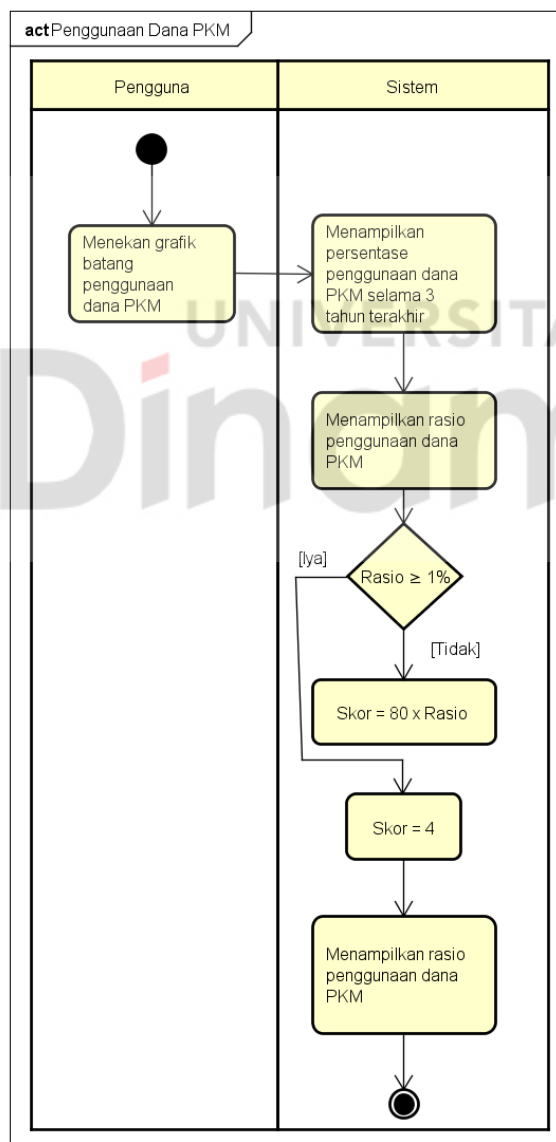 act Penggunaan Dana PKM
Pengguna
Sistem
Menekan grafik
batang
penggunaan
dana PKM
Menampilkan
persentase
penggunaan dana
PKM selama 3
tahun terakhir
UNIVERSITA
Dinam
Menampilkan rasio
penggunaan dana
PKM
[Iya]
Rasio ≥ 1%
[Tidak]
Skor = 80 x Rasio
Skor = 4
Menampilkan rasio
penggunaan dana
PKM